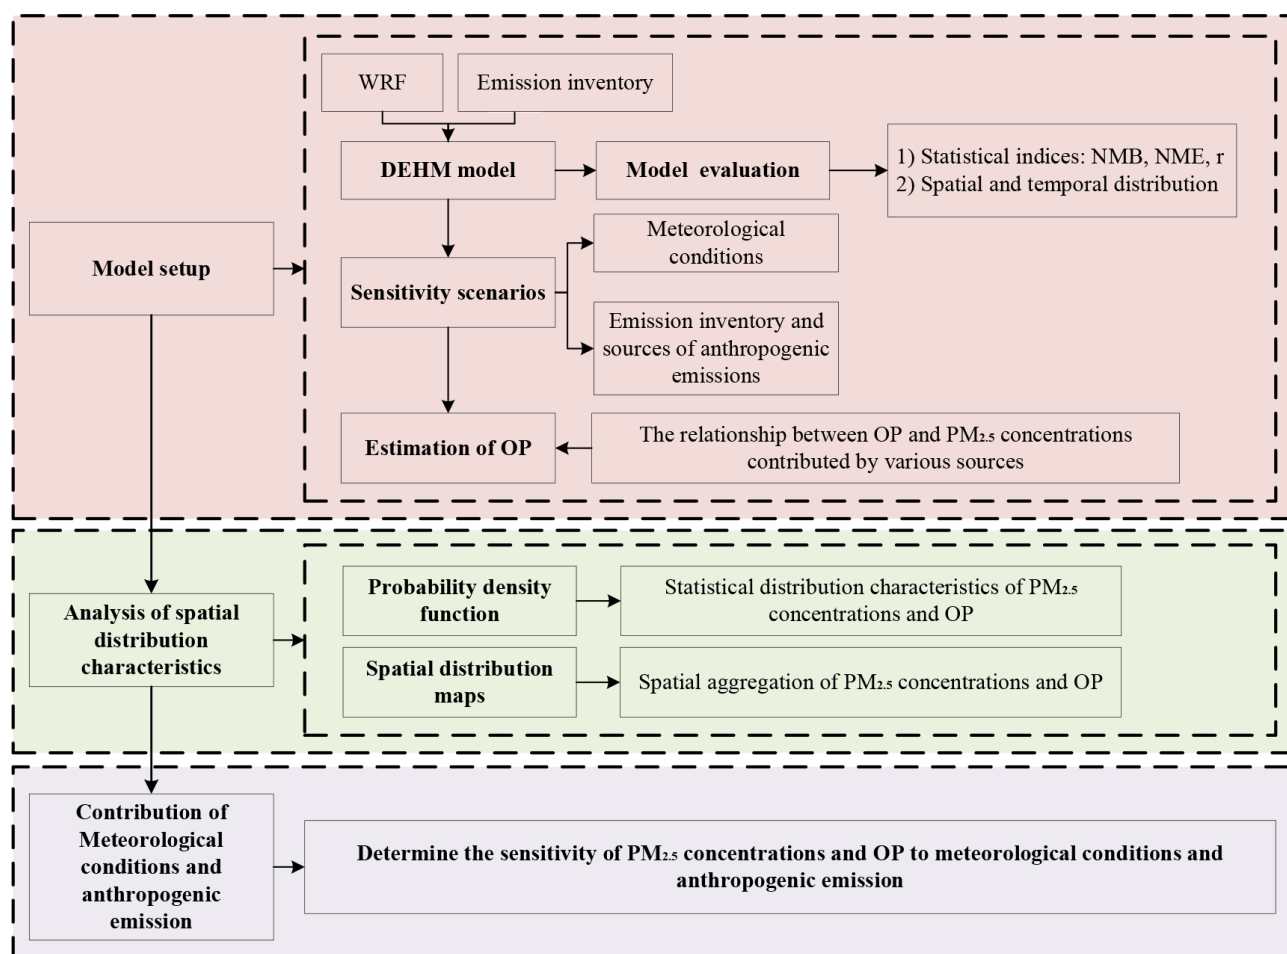 WRF
Emission inventory
DEHM model
Model evaluation
1) Statistical indices: NMB, NME, r
2) Spatial and temporal distribution
Model setup
Sensitivity scenarios
Meteorological
conditions
Emission inventory and
sources of anthropogenic
emissions
Estimation of OP
The relationship between OP and PM₂.₅ concentrations
contributed by various sources
Analysis of spatial
distribution
characteristics
Probability density
function
Statistical distribution characteristics of PM₂.₅
concentrations and OP
Spatial distribution
maps
Spatial aggregation of PM₂.₅ concentrations and OP
Contribution of
Meteorological
conditions and
anthropogenic
emission
Determine the sensitivity of PM₂.₅ concentrations and OP to meteorological conditions and
anthropogenic emission